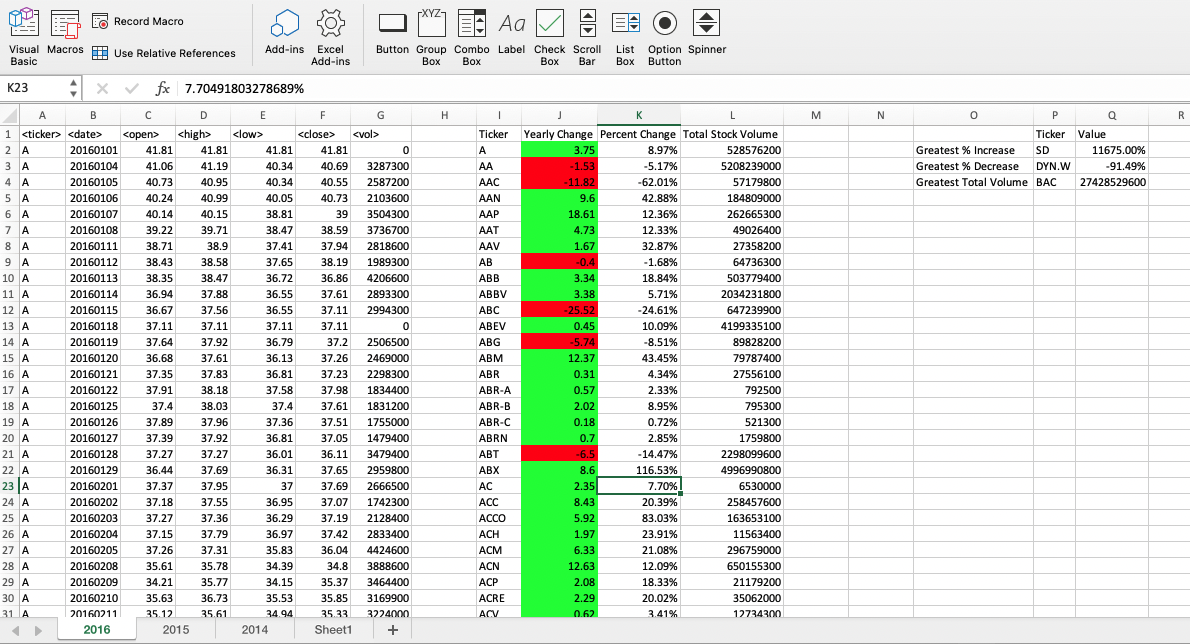 Visual Basic
Macros
Record Macro
Use Relative References
Add-ins
Excel Add-ins
Button
XYZ
Group Box
Combo Box
Aa
Label
Check Box
Scroll Bar
List Box
Option Button
Spinner
K23 fx 7.70491803278689%
A B C D E F G H I J K L M N O P Q R
1 <ticker> <date> <open> <high> <low> <close> <vol> Ticker Yearly Change Percent Change Total Stock Volume Ticker Value
2 A 20160101 41.81 41.81 41.81 41.81 0 A 3.75 8.97% 528576200 Greatest % Increase SD 11675.00%
3 A 20160104 41.06 41.19 40.34 40.69 3287300 AA -1.53 -5.17% 5208239000 Greatest % Decrease DYN.W -91.49%
4 A 20160105 40.73 40.95 40.34 40.55 2587200 AAC -11.82 -62.01% 57179800 Greatest Total Volume BAC 27428529600
5 A 20160106 40.24 40.99 40.05 40.73 2103600 AAN 9.6 42.88% 184809000
6 A 20160107 40.14 40.15 38.81 39 3504300 AAP 18.61 12.36% 262665300
7 A 20160108 39.22 39.71 38.47 38.59 3736700 AAT 4.73 12.33% 49026400
8 A 20160111 38.71 38.9 37.41 37.94 2818600 AAV 1.67 32.87% 27358200
9 A 20160112 38.43 38.58 37.65 38.19 1989300 AB -0.4 -1.68% 64736300
10 A 20160113 38.35 38.47 36.72 36.86 4206600 ABB 3.34 18.84% 503779400
11 A 20160114 36.94 37.88 36.55 37.61 2893300 ABBV 3.38 5.71% 2034231800
12 A 20160115 36.67 37.56 36.55 37.11 2994300 ABC -25.52 -24.61% 647239900
13 A 20160118 37.11 37.11 37.11 37.11 0 ABEV 0.45 10.09% 4199335100
14 A 20160119 37.64 37.92 36.79 37.2 2506500 ABG -5.74 -8.51% 89828200
15 A 20160120 36.68 37.61 36.13 37.26 2469000 ABM 12.37 43.45% 79787400
16 A 20160121 37.35 37.83 36.81 37.23 2298300 ABR 0.31 4.34% 27556100
17 A 20160122 37.91 38.18 37.58 37.98 1834400 ABR-A 0.57 2.33% 792500
18 A 20160125 37.4 38.03 37.4 37.61 1831200 ABR-B 2.02 8.95% 795300
19 A 20160126 37.89 37.96 37.36 37.51 1755000 ABR-C 0.18 0.72% 521300
20 A 20160127 37.39 37.92 36.81 37.05 1479400 ABRN 0.7 2.85% 1759800
21 A 20160128 37.27 37.27 36.01 36.11 3479400 ABT -6.5 -14.47% 2298099600
22 A 20160129 36.44 37.69 36.31 37.65 2959800 ABX 8.6 116.53% 4996990800
23 A 20160201 37.37 37.95 37 37.69 2666500 AC 2.35 7.70% 6530000
24 A 20160202 37.18 37.55 36.95 37.07 1742300 ACC 8.43 20.39% 258457600
25 A 20160203 37.27 37.36 36.29 37.19 2128400 ACCO 5.92 83.03% 163653100
26 A 20160204 37.15 37.79 36.97 37.42 2833400 ACH 1.97 23.91% 11563400
27 A 20160205 37.26 37.31 35.83 36.04 4424600 ACM 6.33 21.08% 296759000
28 A 20160208 35.61 35.78 34.39 34.8 3888600 ACN 12.63 12.09% 650155300
29 A 20160209 34.21 35.77 34.15 35.37 3464400 ACP 2.08 18.33% 21179200
30 A 20160210 35.63 36.73 35.53 35.85 3169900 ACRE 2.29 20.02% 35062000
31 A 20160211 35.12 35.61 34.94 35.33 3224000 ACV 0.62 3.41% 12734300
2016 2015 2014 Sheet1 +